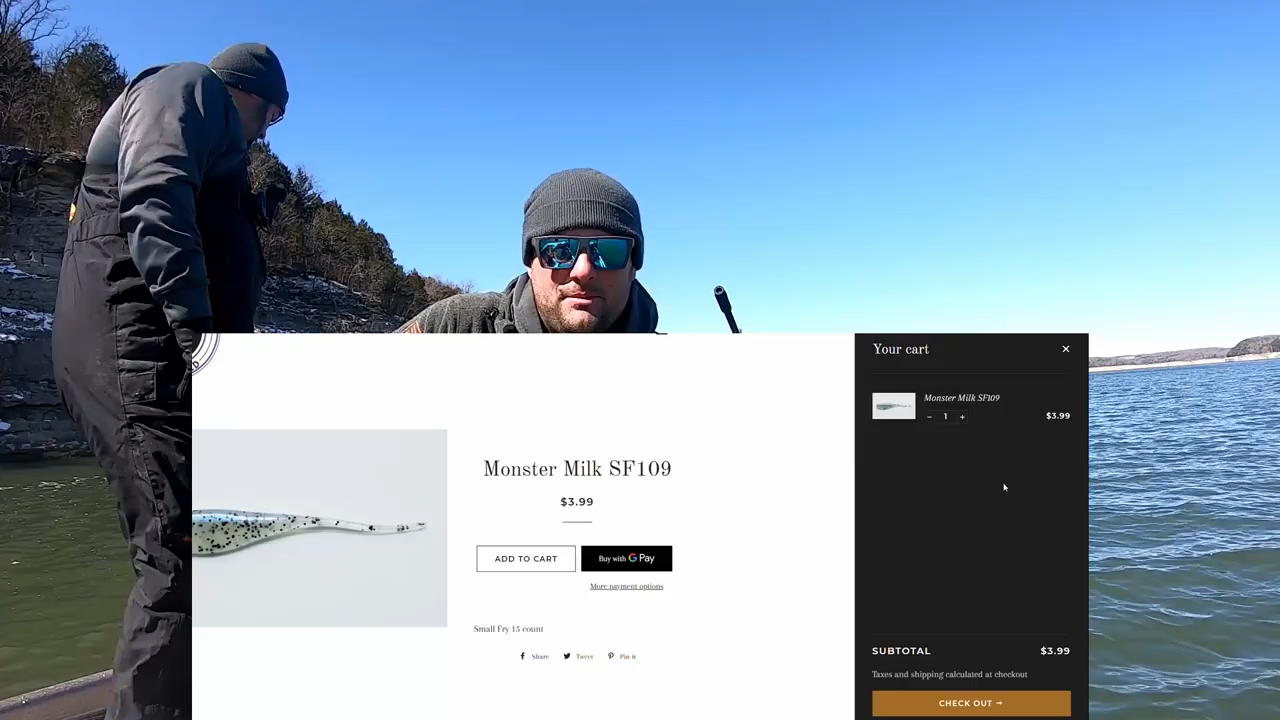 Your cart
Monster Milk SF109
− 1 +
$3.99
Monster Milk SF109
$3.99
ADD TO CART
Buy with G Pay
More payment options
Small Fry 15 count
Share
Tweet
Pin it
SUBTOTAL
$3.99
Taxes and shipping calculated at checkout
CHECK OUT →